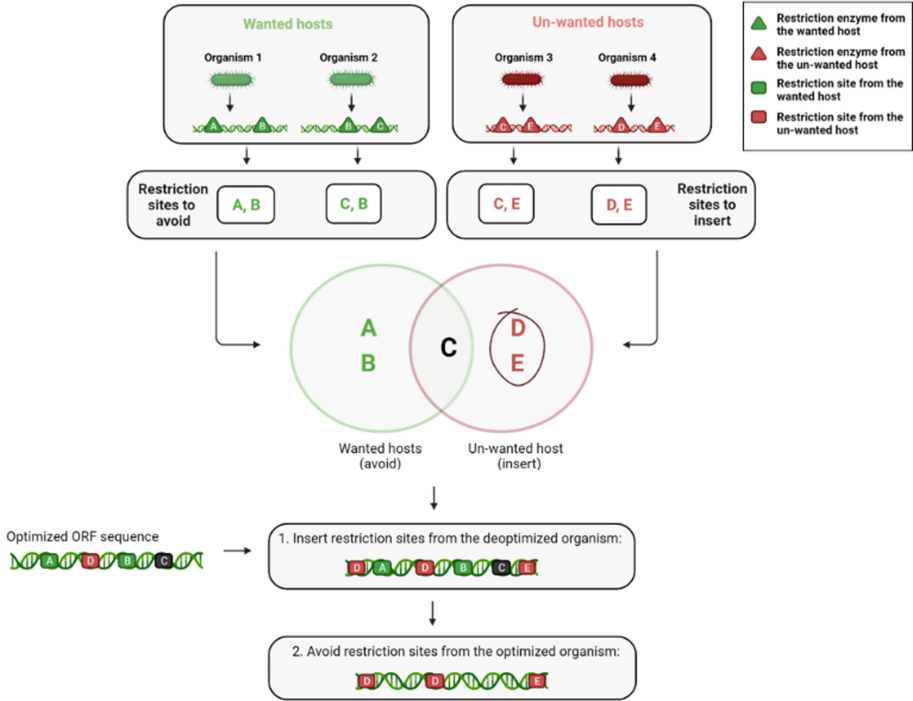 Wanted hosts
Un-wanted hosts
Organism 1
Organism 2
Organism 3
Organism 4
A
B
B
C
C
E
D
E
Restriction enzyme from
the wanted host
Restriction enzyme from
the un-wanted host
Restriction site from the
wanted host
Restriction site from the
un-wanted host
Restriction
sites to
avoid
A, B
C, B
C, E
D, E
Restriction
sites to
insert
A
B
C
D
E
Wanted hosts
(avoid)
Un-wanted host
(insert)
Optimized ORF sequence
A
D
B
C
1. Insert restriction sites from the deoptimized organism:
D
A
D
B
C
E
2. Avoid restriction sites from the optimized organism:
D
D
E